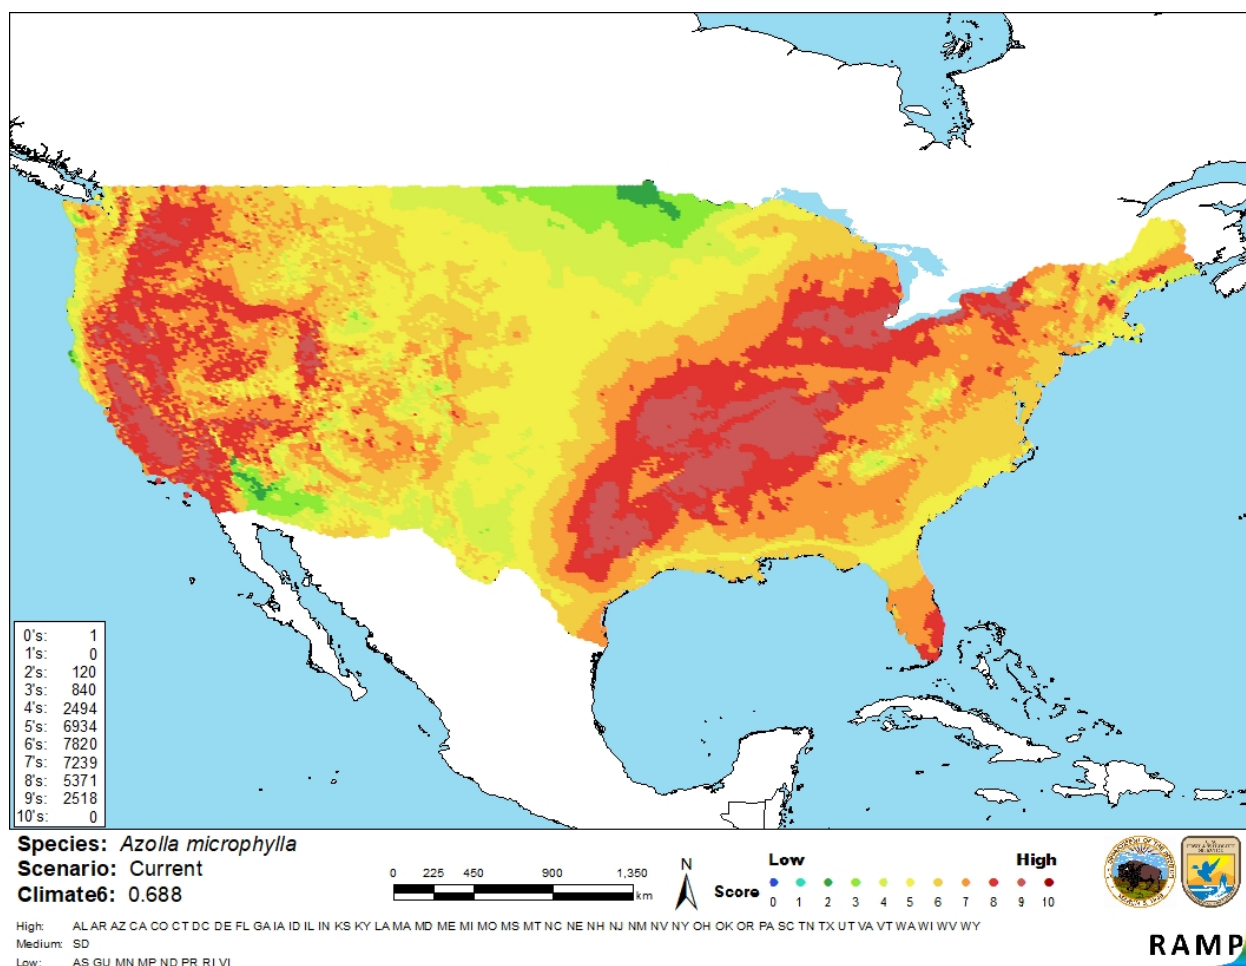 0's: 1
1's: 0
2's: 120
3's: 840
4's: 2494
5's: 6934
6's: 7820
7's: 7239
8's: 5371
9's: 2518
10's: 0
Species: Azolla microphylla
Scenario: Current
Climate6: 0.688
0 225 450 900 1,350
km
N
Low High
Score 0 1 2 3 4 5 6 7 8 9 10
High: AL AR AZ CA CO CT DC DE FL GA IA ID IL IN KS KY LA MA MD ME MI MO MS MT NC NE NH NJ NM NV NY OH OK OR PA SC TN TX UT VA VT WA WI WV WY
Medium: SD
Low: AS GU MN MP ND PR RI VI
RAMP